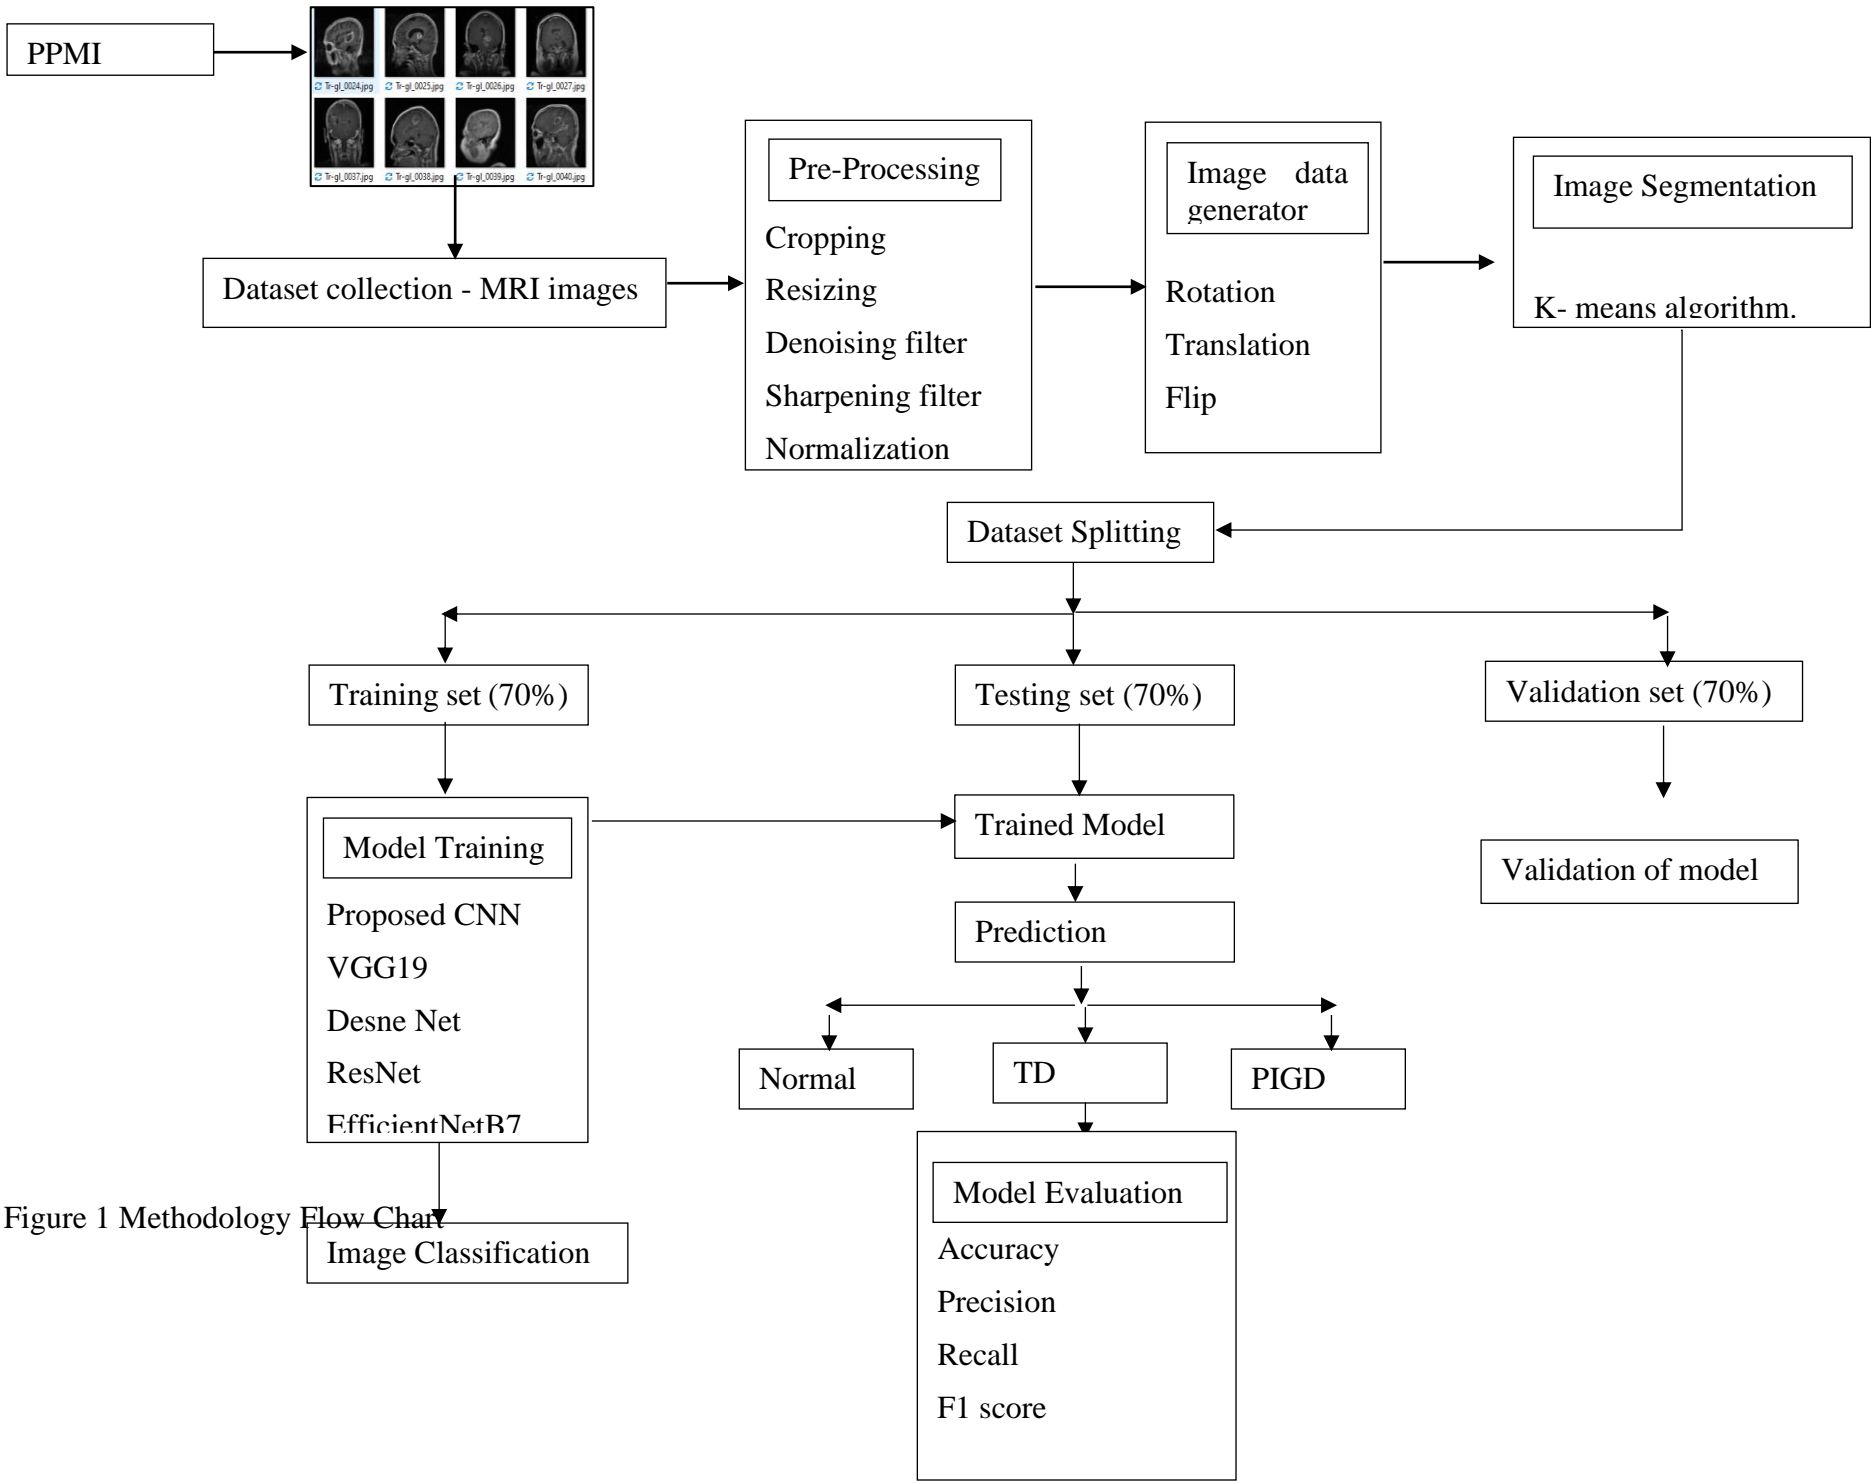 PPMI
Tr-gl_0024.jpg
Tr-gl_0025.jpg
Tr-gl_0026.jpg
Tr-gl_0027.jpg
Tr-gl_0037.jpg
Tr-gl_0038.jpg
Tr-gl_0039.jpg
Tr-gl_0040.jpg
Dataset collection - MRI images
Pre-Processing
Cropping
Resizing
Denoising filter
Sharpening filter
Normalization
Image data
generator
Rotation
Translation
Flip
Image Segmentation
K- means algorithm.
Dataset Splitting
Training set (70%)
Testing set (70%)
Validation set (70%)
Model Training
Proposed CNN
VGG19
Desne Net
ResNet
EfficientNetB7
Trained Model
Validation of model
Prediction
Normal
TD
PIGD
Model Evaluation
Accuracy
Precision
Recall
F1 score
Figure 1 Methodology Flow Chart
Image Classification